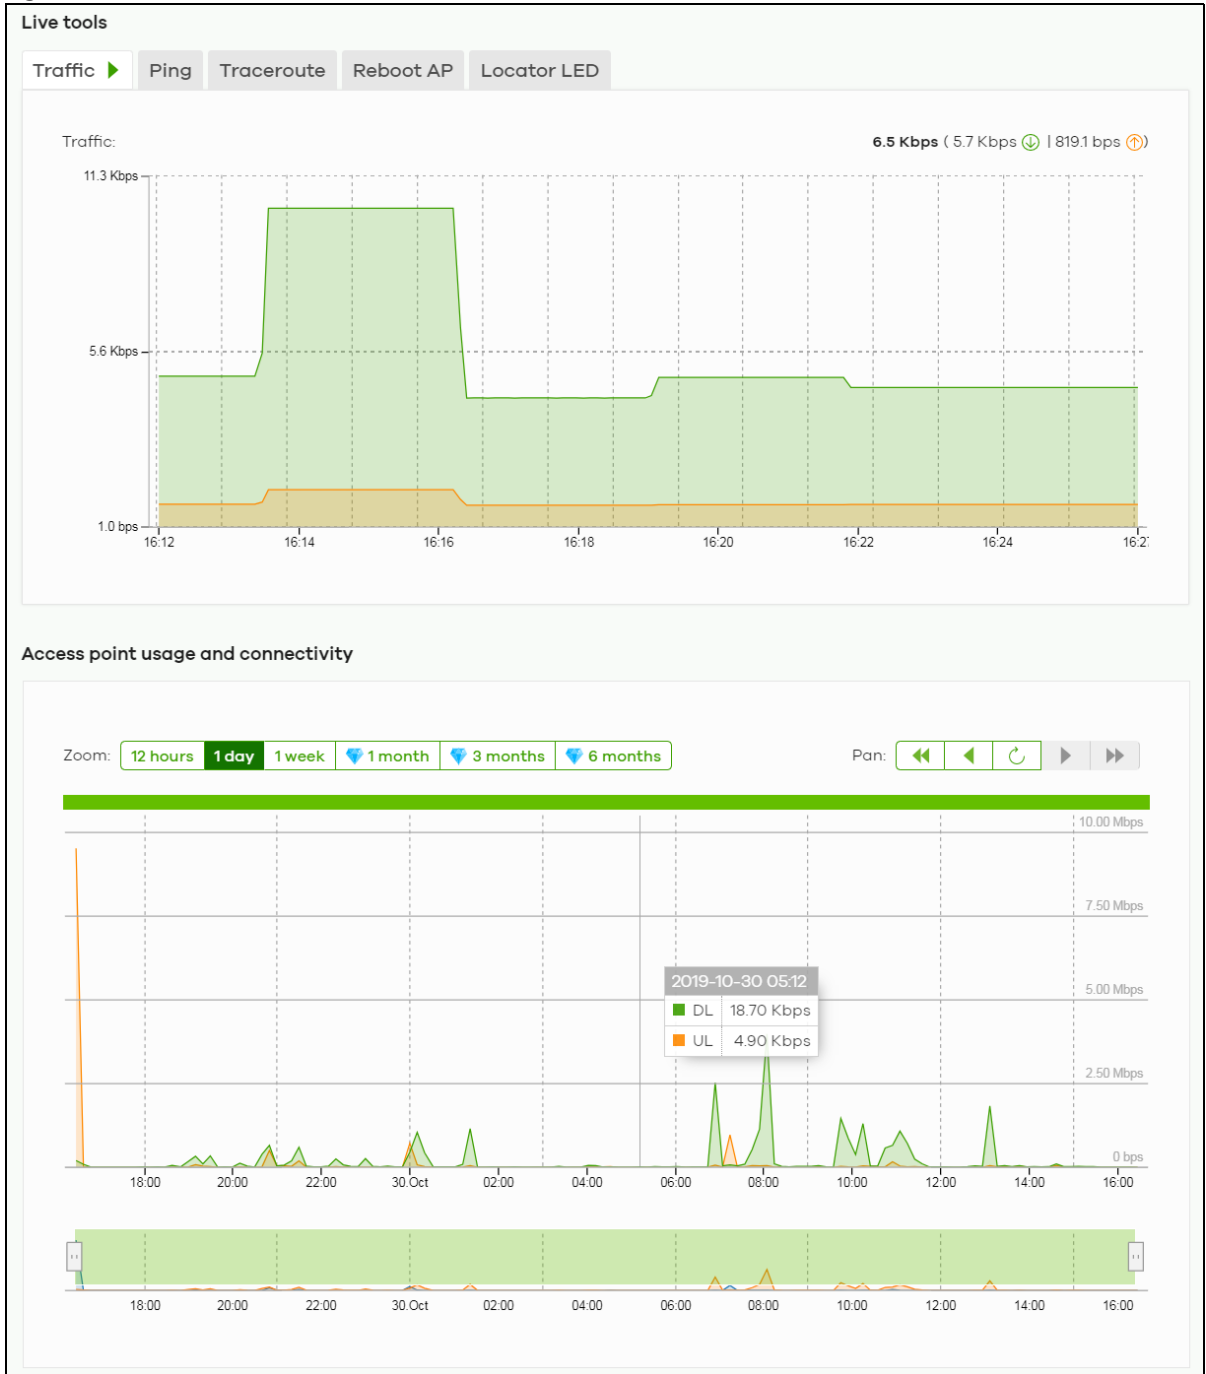 Live tools
Traffic Ping Traceroute Reboot AP Locator LED
Traffic: 6.5 Kbps ( 5.7 Kbps | 819.1 bps )
11.3 Kbps
5.6 Kbps
1.0 bps
16:12 16:14 16:16 16:18 16:20 16:22 16:24 16:27
Access point usage and connectivity
Zoom: 12 hours 1 day 1 week 1 month 3 months 6 months Pan:
10.00 Mbps
7.50 Mbps
2019-10-30 05:12
5.00 Mbps
DL 18.70 Kbps
UL 4.90 Kbps
2.50 Mbps
0 bps
18:00 20:00 22:00 30. Oct 02:00 04:00 06:00 08:00 10:00 12:00 14:00 16:00
18:00 20:00 22:00 30. Oct 02:00 04:00 06:00 08:00 10:00 12:00 14:00 16:00